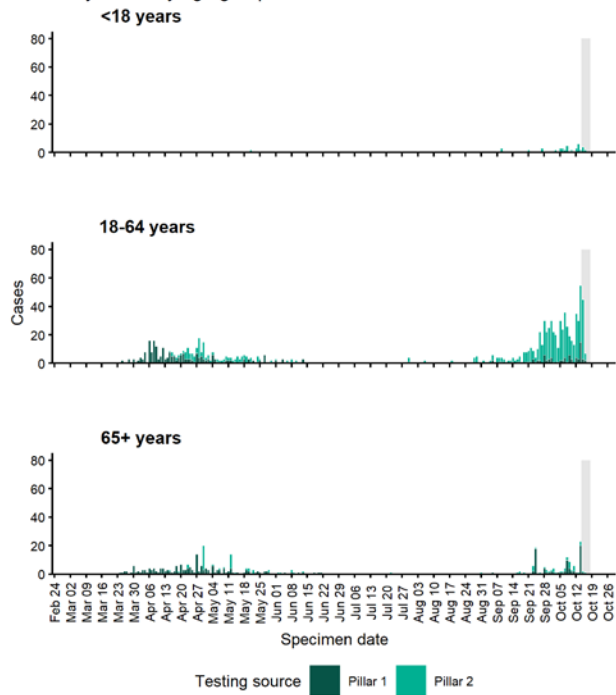 <18 years
80
60
40
20
0
18-64 years
80
60
40
20
0
Cases
65+ years
80
60
40
20
0
Feb 24
Mar 02
Mar 09
Mar 16
Mar 23
Mar 30
Apr 06
Apr 13
Apr 20
Apr 27
May 04
May 11
May 18
May 25
Jun 01
Jun 08
Jun 15
Jun 22
Jun 29
Jul 06
Jul 13
Jul 20
Jul 27
Aug 03
Aug 10
Aug 17
Aug 24
Aug 31
Sep 07
Sep 14
Sep 21
Sep 28
Oct 05
Oct 12
Oct 19
Oct 26
Specimen date
Testing source Pillar 1 Pillar 2